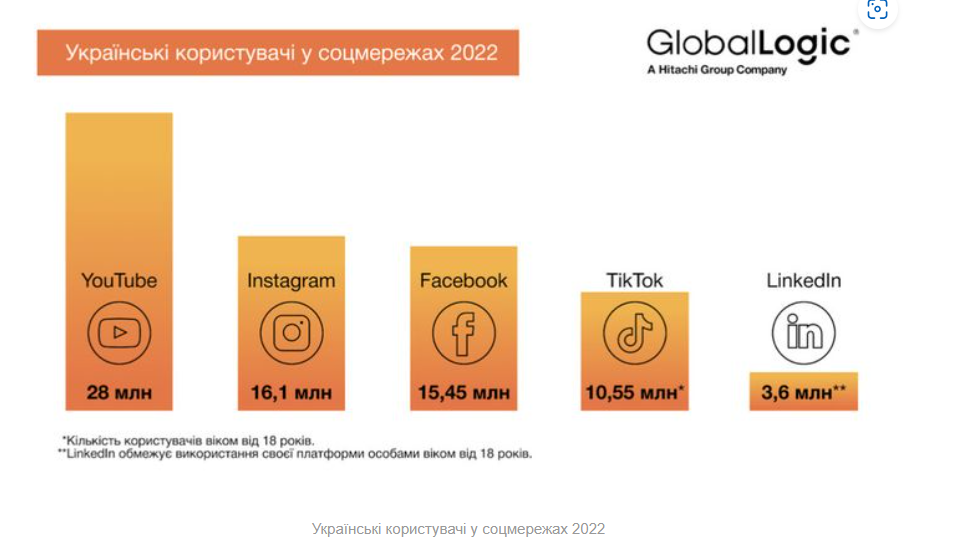 Українські користувачі у соцмережах 2022
GlobalLogic®
A Hitachi Group Company
YouTube
Instagram
Facebook
TikTok
LinkedIn
28 млн
16,1 млн
15,45 млн
10,55 млн*
3,6 млн**
*Кількість користувачів віком від 18 років.
**LinkedIn обмежує використання своєї платформи особами віком від 18 років.
Українські користувачі у соцмережах 2022